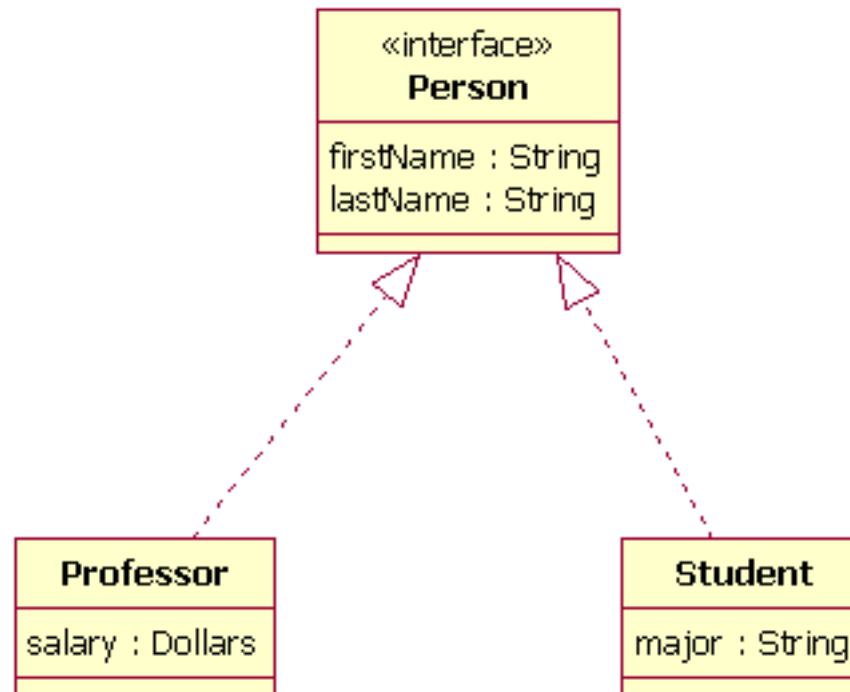 «interface»
Person
firstName : String
lastName : String
Professor
salary : Dollars
Student
major : String